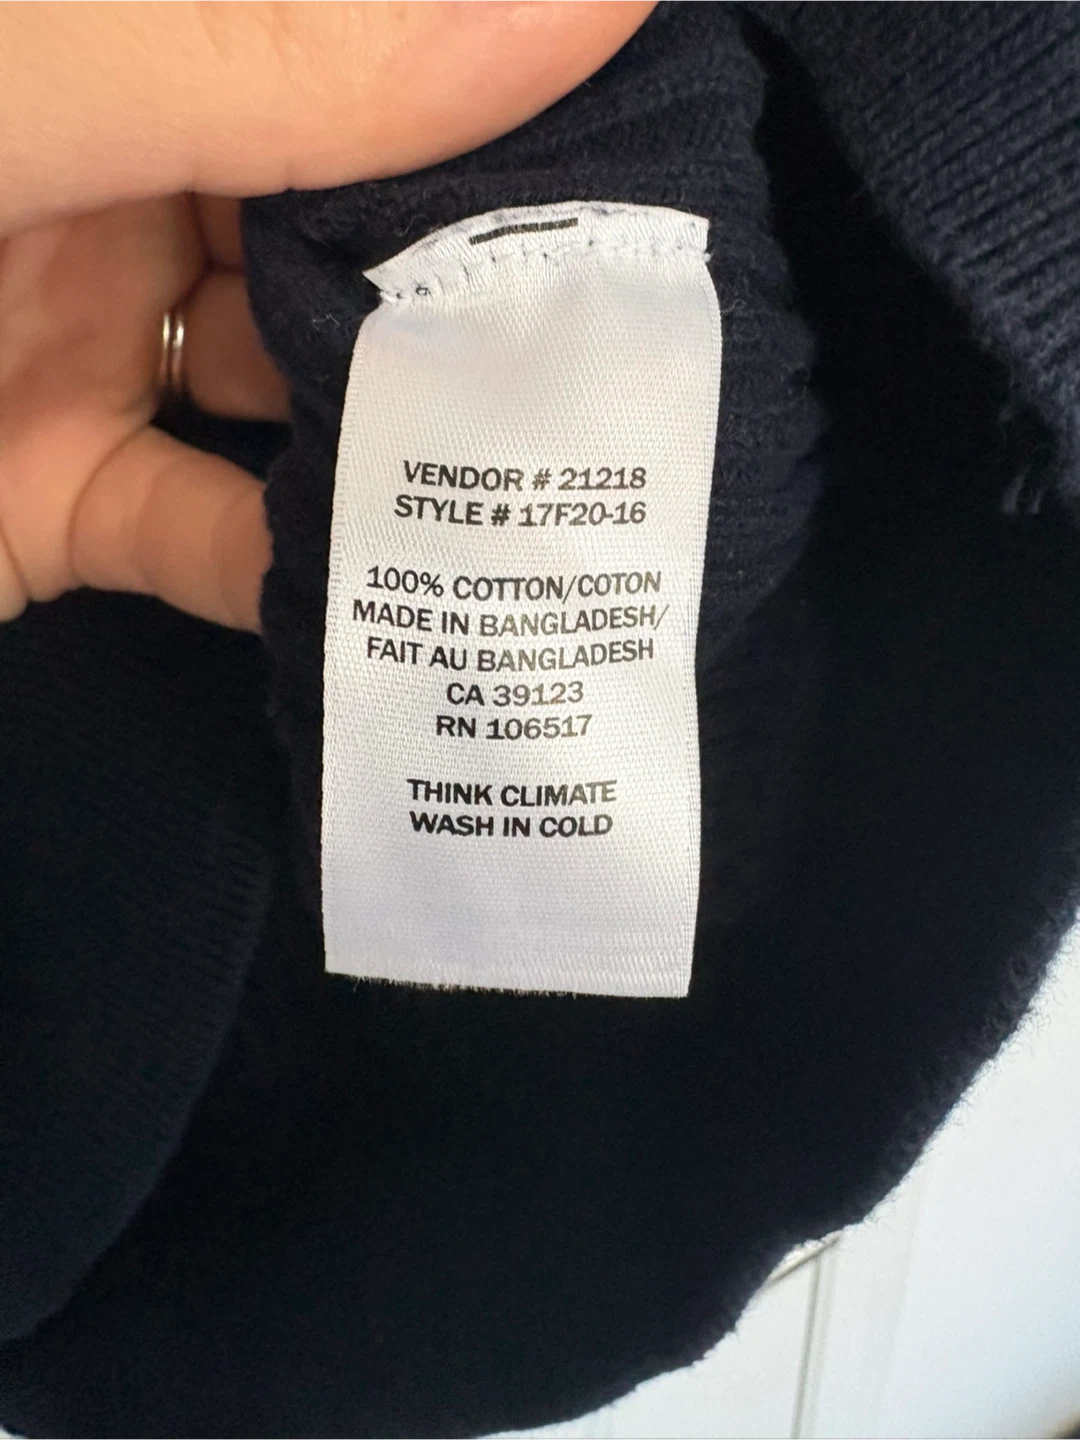 VENDOR # 21218
STYLE # 17F20-16
100% COTTON/COTON
MADE IN BANGLADESH/
FAIT AU BANGLADESH
CA 39123
RN 106517
THINK CLIMATE
WASH IN COLD